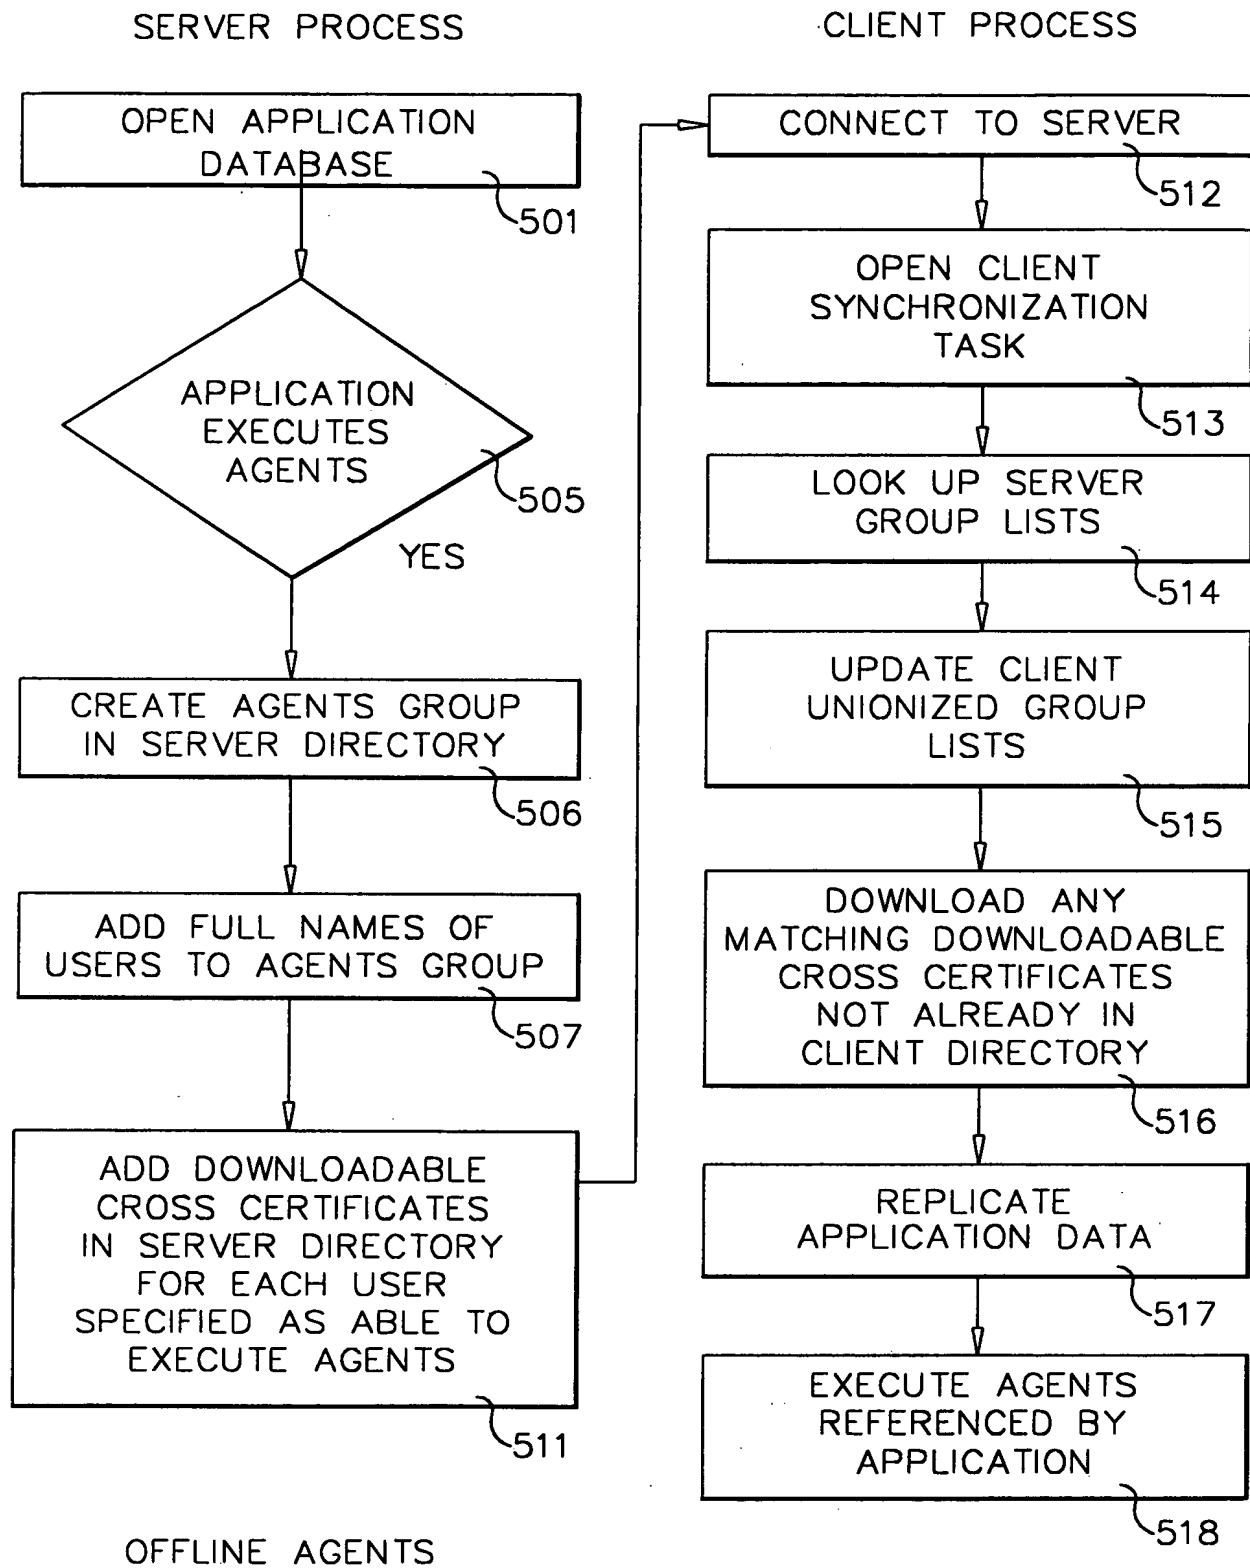 SERVER PROCESS
OPEN APPLICATION
DATABASE
501
APPLICATION
EXECUTES
AGENTS
505
YES
CREATE AGENTS GROUP
IN SERVER DIRECTORY
506
ADD FULL NAMES OF
USERS TO AGENTS GROUP
507
ADD DOWNLOADABLE
CROSS CERTIFICATES
IN SERVER DIRECTORY
FOR EACH USER
SPECIFIED AS ABLE TO
EXECUTE AGENTS
511
OFFLINE AGENTS
CLIENT PROCESS
CONNECT TO SERVER
512
OPEN CLIENT
SYNCHRONIZATION
TASK
513
LOOK UP SERVER
GROUP LISTS
514
UPDATE CLIENT
UNIONIZED GROUP
LISTS
515
DOWNLOAD ANY
MATCHING DOWNLOADABLE
CROSS CERTIFICATES
NOT ALREADY IN
CLIENT DIRECTORY
516
REPLICATE
APPLICATION DATA
517
EXECUTE AGENTS
REFERENCED BY
APPLICATION
518